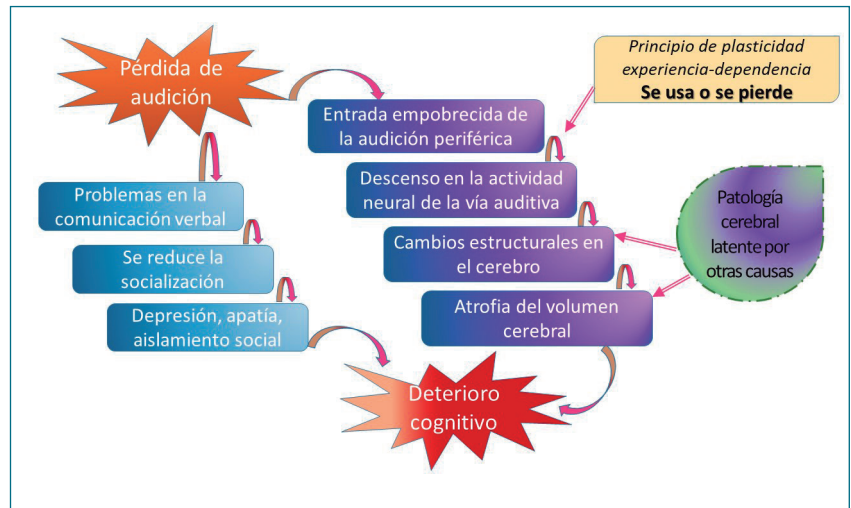 Pérdida de
audición
Principio de plasticidad
experiencia-dependencia
Se usa o se pierde
Entrada empobrecida de
la audición periférica
Problemas en la
comunicación verbal
Descenso en la actividad
neural de la vía auditiva
Patología
cerebral
latente por
otras causas
Se reduce la
socialización
Cambios estructurales en
el cerebro
Depresión, apatía,
aislamiento social
Atrofia del volumen
cerebral
Deterioro
cognitivo